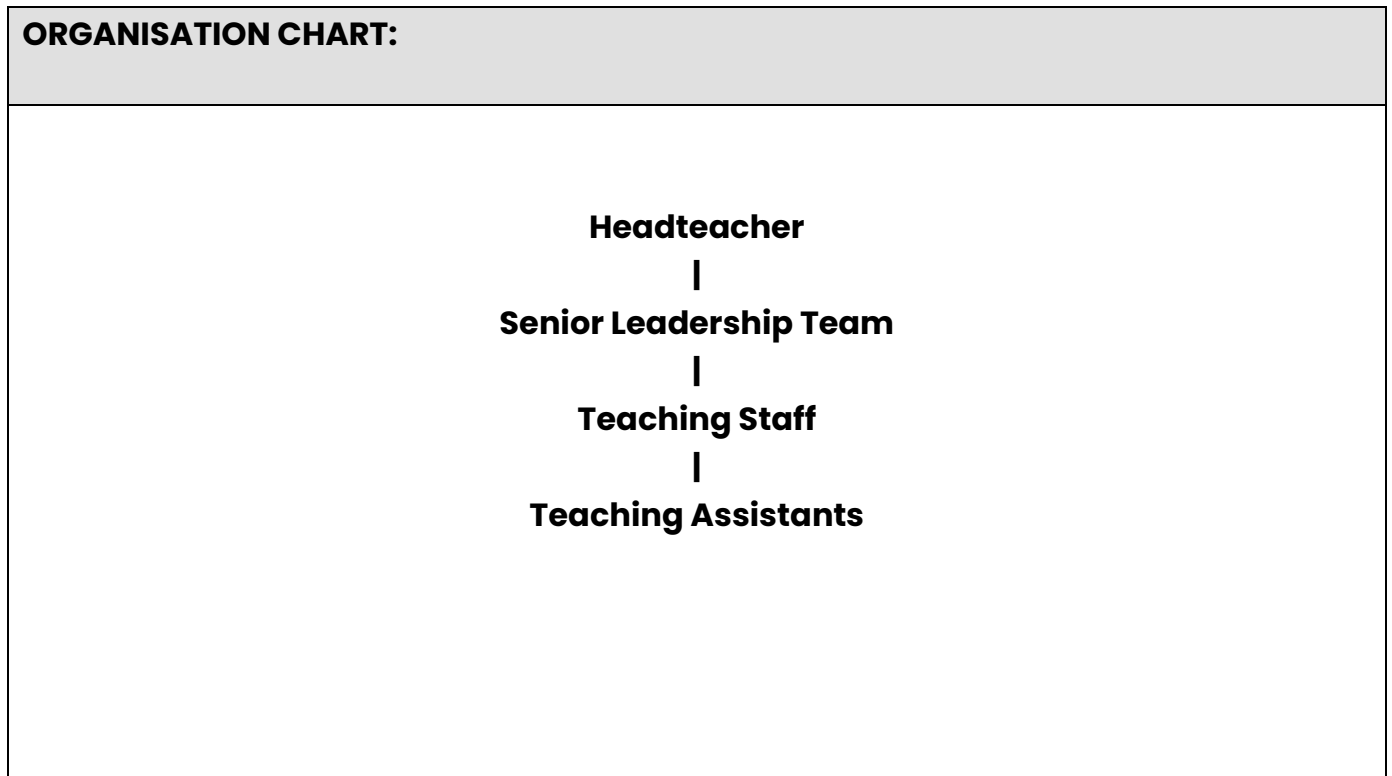 ORGANISATION CHART:
Headteacher
|
Senior Leadership Team
|
Teaching Staff
|
Teaching Assistants